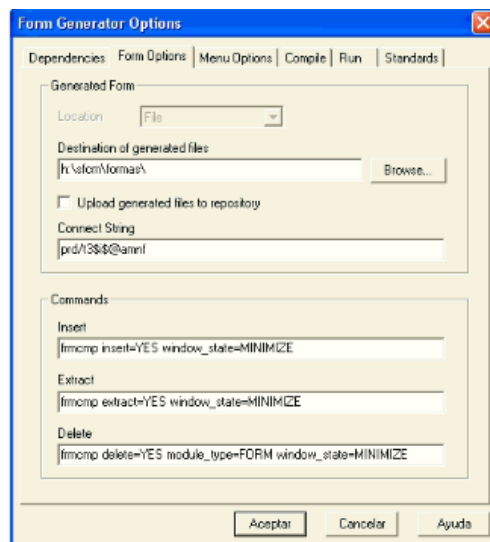 Form Generator Options
Dependencies Form Options Menu Options Compile Run Standards
Generated Form
Location File
Destination of generated files
h:\sfcm\formas\ Browse...
Upload generated files to repository
Connect String
prd/t3$i$@amnf
Commands
Insert
frmcmp insert=YES window_state=MINIMIZE
Extract
frmcmp extract=YES window_state=MINIMIZE
Delete
frmcmp delete=YES module_type=FORM window_state=MINIMIZE
Aceptar Cancelar Ayuda